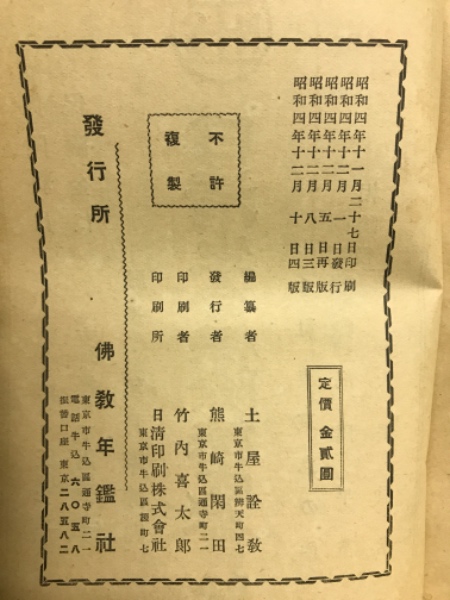 昭和四年十一月二十七日印刷
昭和四年十二月一日發行
昭和四年十二月五日再版
昭和四年十二月八日三版
昭和四年十二月十日四版
定價 金貳圓
不許
複製
編纂者 土屋詮教
東京市牛込區辨天町四七
發行者 熊崎閑田
東京市牛込區通寺町二一
印刷者 竹內喜太郎
東京市牛込區囲町七
印刷所 日清印刷株式會社
發行所 佛教年鑑社
東京市牛込區通寺町二一
電話牛込 六〇五八
振替口座 東京二八五八二